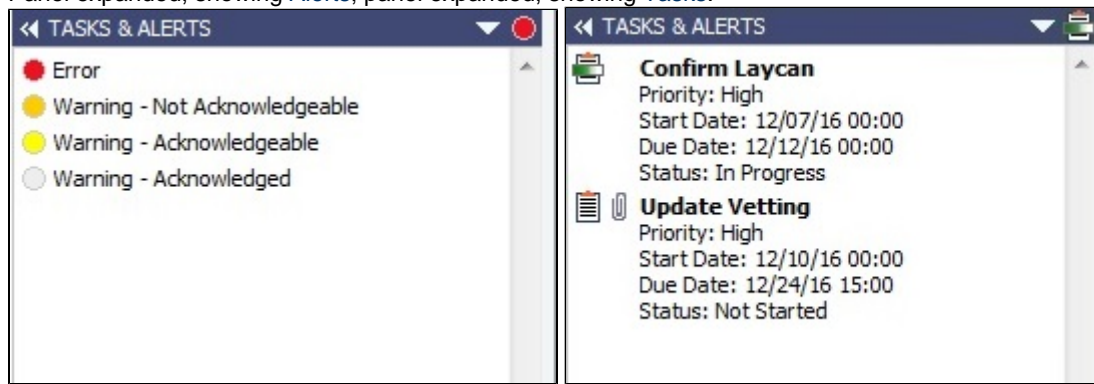 Panel expanded, showing Alerts; panel expanded, showing Tasks:
TASKS & ALERTS
Error
Warning - Not Acknowledgeable
Warning - Acknowledgeable
Warning - Acknowledged
TASKS & ALERTS
Confirm Laycan
Priority: High
Start Date: 12/07/16 00:00
Due Date: 12/12/16 00:00
Status: In Progress
Update Vetting
Priority: High
Start Date: 12/10/16 00:00
Due Date: 12/24/16 15:00
Status: Not Started